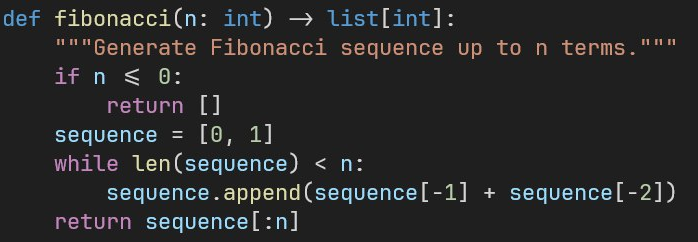 def fibonacci(n: int) -> list[int]:
    """Generate Fibonacci sequence up to n terms."""
    if n <= 0:
        return []
    sequence = [0, 1]
    while len(sequence) < n:
        sequence.append(sequence[-1] + sequence[-2])
    return sequence[:n]